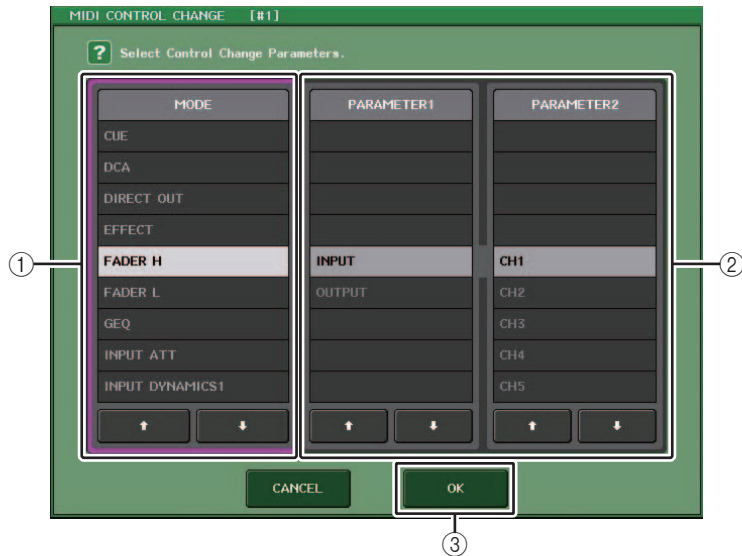 MIDI CONTROL CHANGE [#1]
? Select Control Change Parameters.
MODE
CUE
DCA
DIRECT OUT
EFFECT
FADER H
FADER L
GEQ
INPUT ATT
INPUT DYNAMICS1
PARAMETER1
INPUT
OUTPUT
PARAMETER2
CH1
CH2
CH3
CH4
CH5
CANCEL
OK
①
②
③